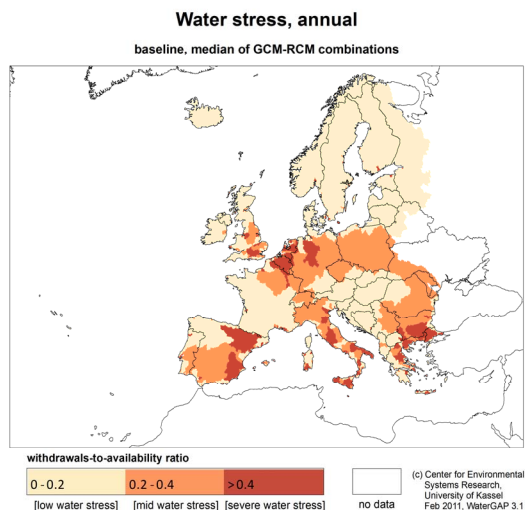 Water stress, annual
baseline, median of GCM-RCM combinations
withdrawals-to-availability ratio
0 - 0.2
0.2 - 0.4
>0.4
[low water stress]
[mid water stress]
[severe water stress]
no data
(c) Center for Environmental
Systems Research,
University of Kassel
Feb 2011, WaterGAP 3.1